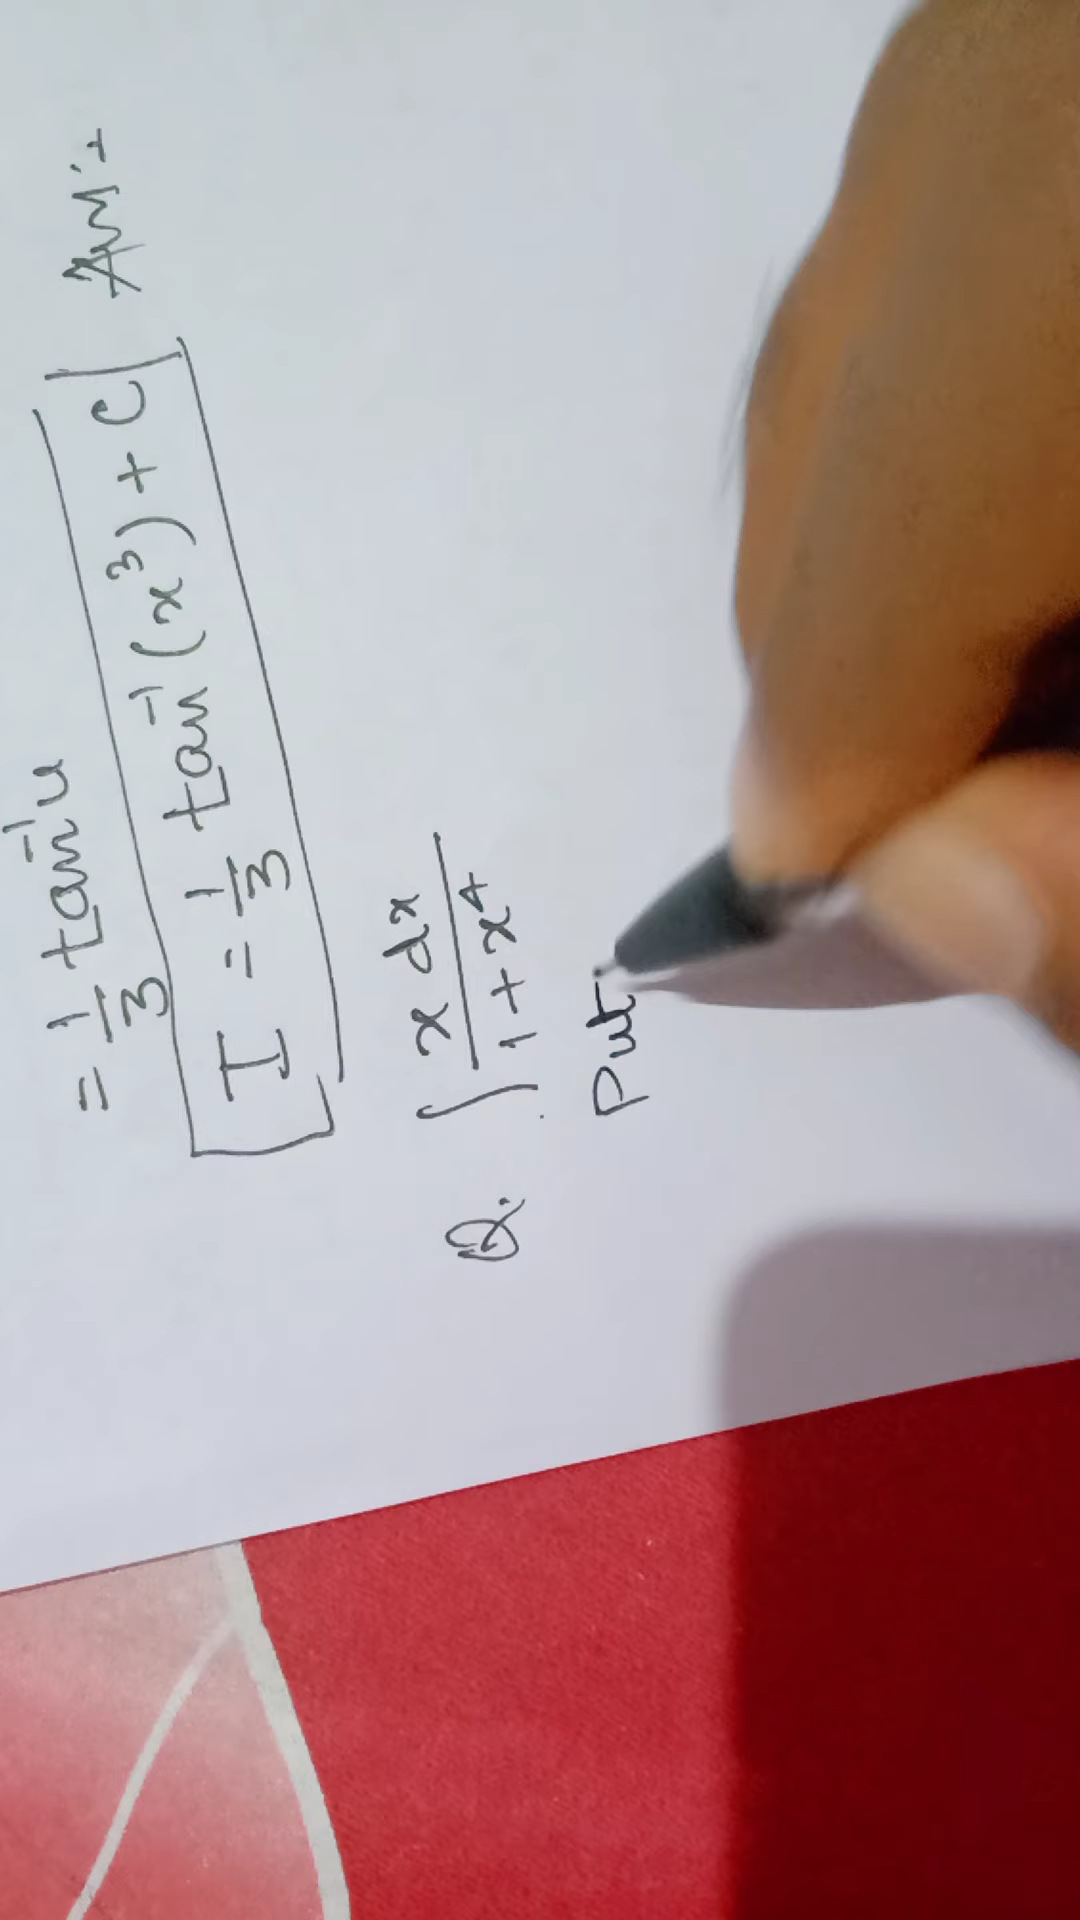 = 1/3 tan⁻¹u
I = 1/3 tan⁻¹(x³) + C Ans:
Q. ∫ x dx / 1 + x⁴
Put